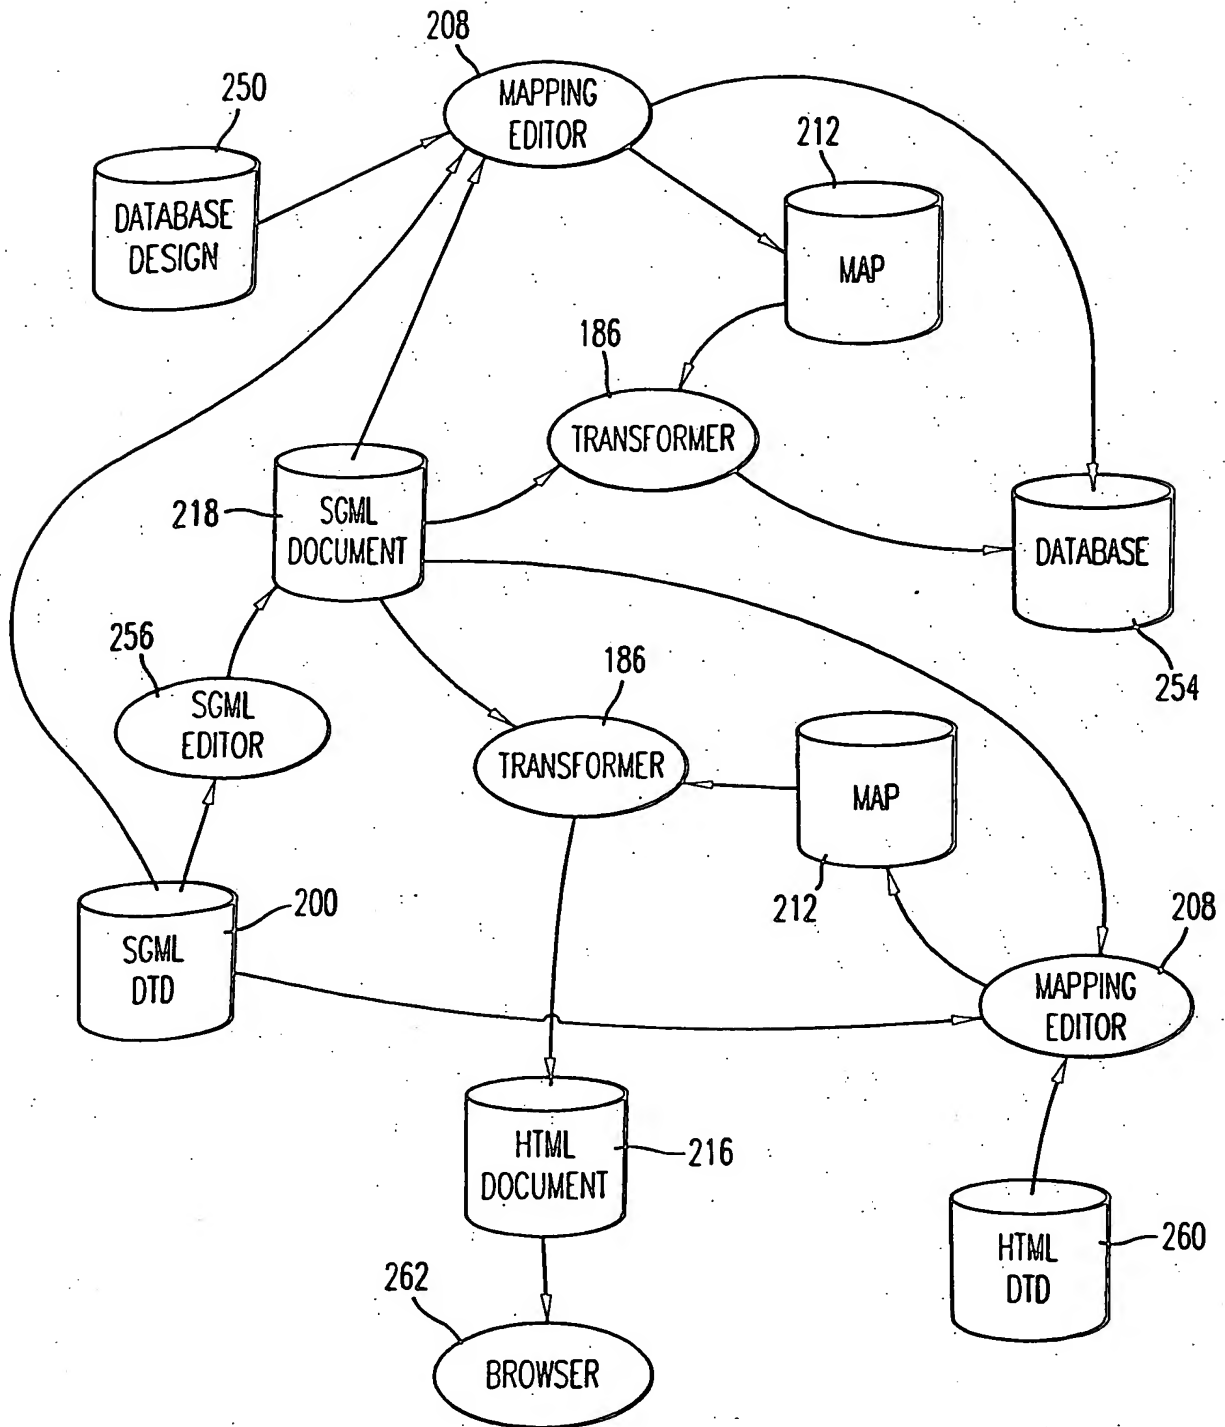 208
MAPPING
EDITOR
250
DATABASE
DESIGN
212
MAP
186
TRANSFORMER
218
SGML
DOCUMENT
DATABASE
254
256
SGML
EDITOR
186
TRANSFORMER
MAP
212
200
SGML
DTD
208
MAPPING
EDITOR
HTML
DOCUMENT
216
HTML
DTD
260
262
BROWSER